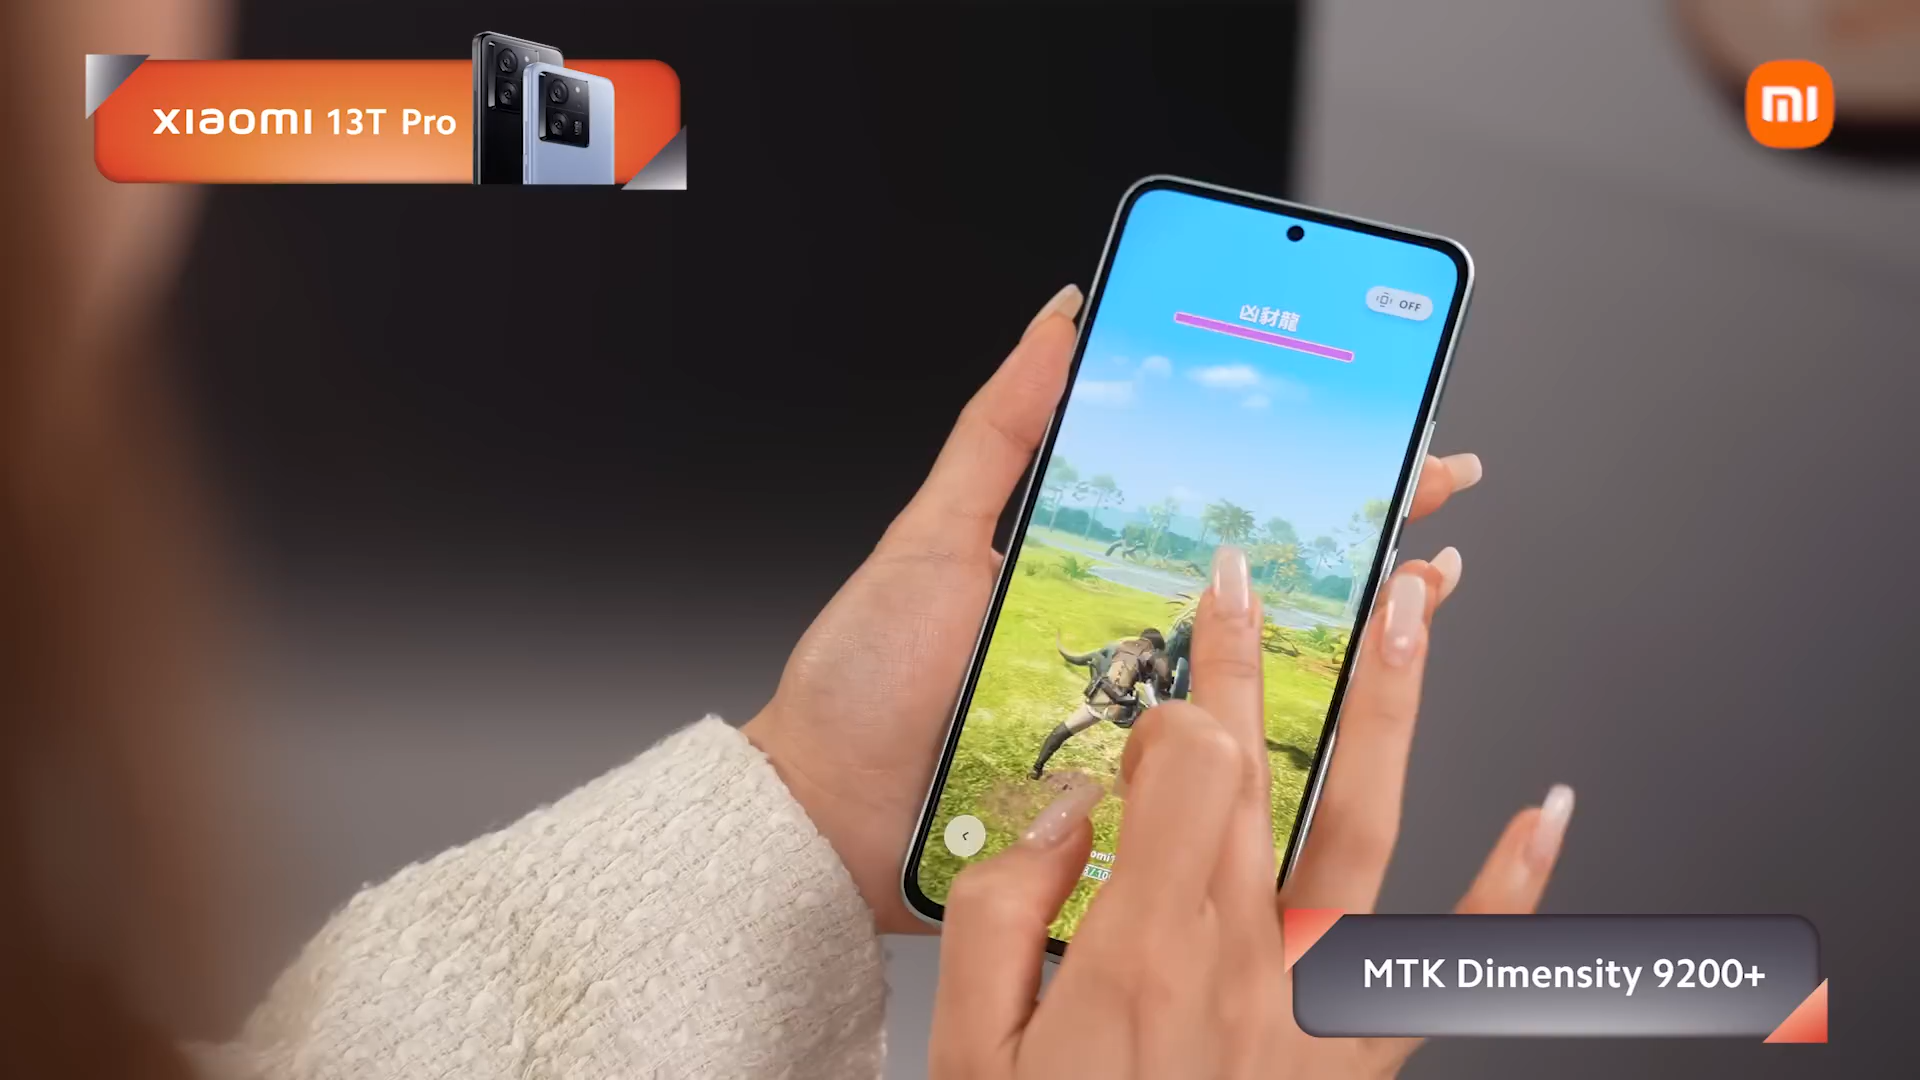 xiaomi 13T Pro
mi
OFF
凶豺龍
MTK Dimensity 9200+